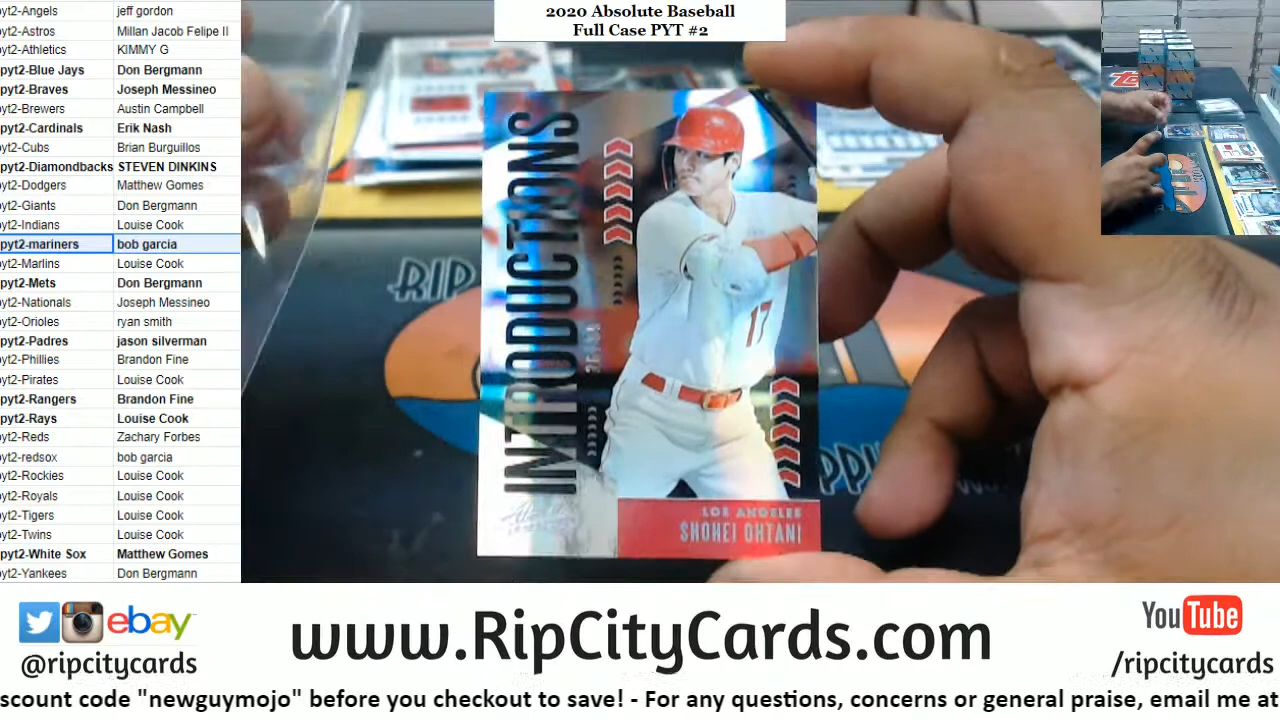 2020 Absolute Baseball
Full Case PYT #2
pyt2-Angels jeff gordon
pyt2-Astros Millan Jacob Felipe II
pyt2-Athletics KIMMY G
pyt2-Blue Jays Don Bergmann
pyt2-Braves Joseph Messineo
pyt2-Brewers Austin Campbell
pyt2-Cardinals Erik Nash
pyt2-Cubs Brian Burguillos
pyt2-Diamondbacks STEVEN DINKINS
pyt2-Dodgers Matthew Gomes
pyt2-Giants Don Bergmann
pyt2-Indians Louise Cook
pyt2-mariners bob garcia
pyt2-Marlins Louise Cook
pyt2-Mets Don Bergmann
pyt2-Nationals Joseph Messineo
pyt2-Orioles ryan smith
pyt2-Padres jason silverman
pyt2-Phillies Brandon Fine
pyt2-Pirates Louise Cook
pyt2-Rangers Brandon Fine
pyt2-Rays Louise Cook
pyt2-Reds Zachary Forbes
pyt2-redsox bob garcia
pyt2-Rockies Louise Cook
pyt2-Royals Louise Cook
pyt2-Tigers Louise Cook
pyt2-Twins Louise Cook
pyt2-White Sox Matthew Gomes
pyt2-Yankees Don Bergmann
INTRODUCTIONS
17
LOS ANGELES
SHOHEI OHTANI
RIP
ebay
@ripcitycards
www.RipCityCards.com
YouTube
/ripcitycards
scount code "newguymojo" before you checkout to save! - For any questions, concerns or general praise, email me at